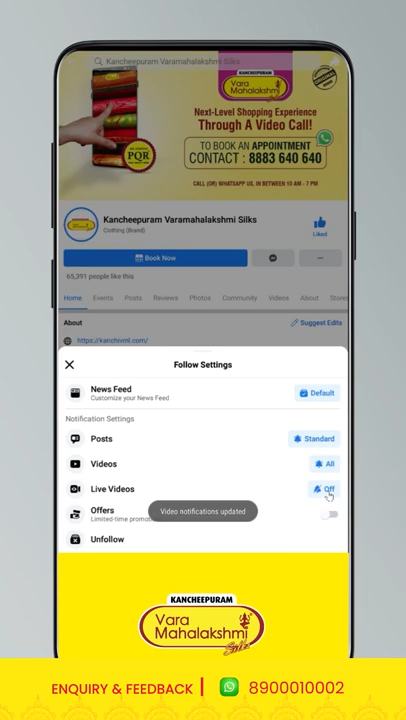 Kancheepuram Varamahalakshmi Silks
KANCHEEPURAM
Vara
Mahalakshmi
Silks
Next-Level Shopping Experience
Through A Video Call!
PQR
TO BOOK AN APPOINTMENT
CONTACT : 8883 640 640
CALL (OR) WHATSAPP US, IN BETWEEN 10 AM - 7 PM
Kancheepuram Varamahalakshmi Silks
Clothing (Brand)
Liked
Book Now
65,391 people like this
Home Events Posts Reviews Photos Community Videos About Stores
About
Suggest Edits
https://kanchivml.com/
Follow Settings
News Feed
Customize your News Feed
Default
Notification Settings
Posts
Standard
Videos
All
Live Videos
Off
Video notifications updated
Offers
Limited-time
Unfollow
KANCHEEPURAM
Vara
Mahalakshmi
Silks
ENQUIRY & FEEDBACK | 8900010002